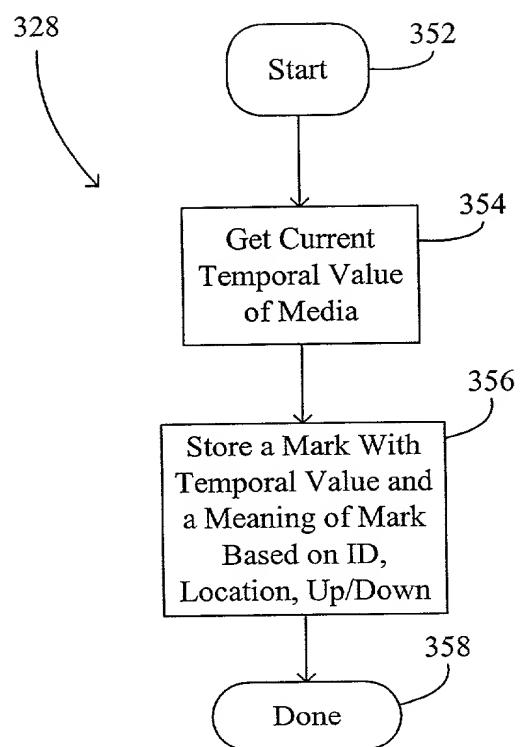 328
352
Start
354
Get Current
Temporal Value
of Media
356
Store a Mark With
Temporal Value and
a Meaning of Mark
Based on ID,
Location, Up/Down
358
Done